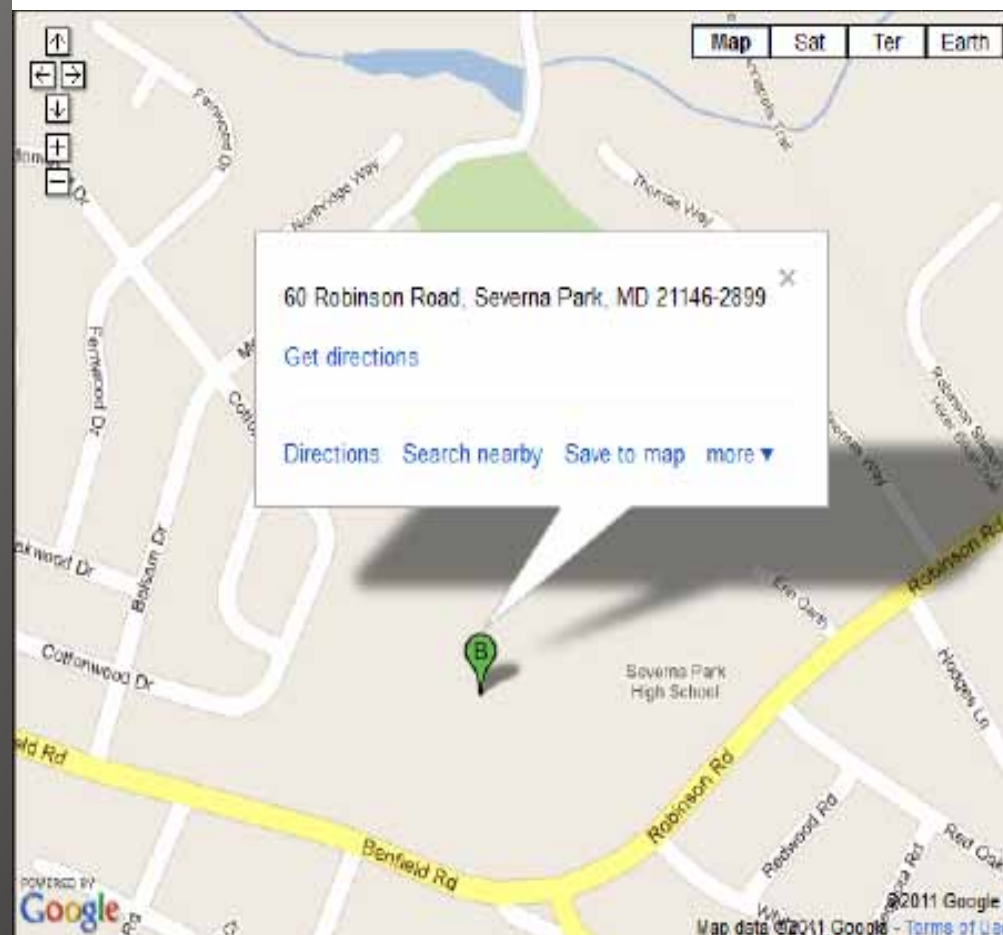 Map Sat Ter Earth
Fernwood Dr
Northridge Way
Thomas Way
60 Robinson Road, Severna Park, MD 21146-2899
Get directions
Directions Search nearby Save to map more ▾
Fernwood Dr
Balsam Dr
Robinson Rd
Erin Garth
B
Severna Park
High School
Cottonwood Dr
Hodges Ln
Robinson Rd
Redwood Rd
Benfield Rd
POWERED BY
Google
©2011 Google
Map data ©2011 Google - Terms of Use